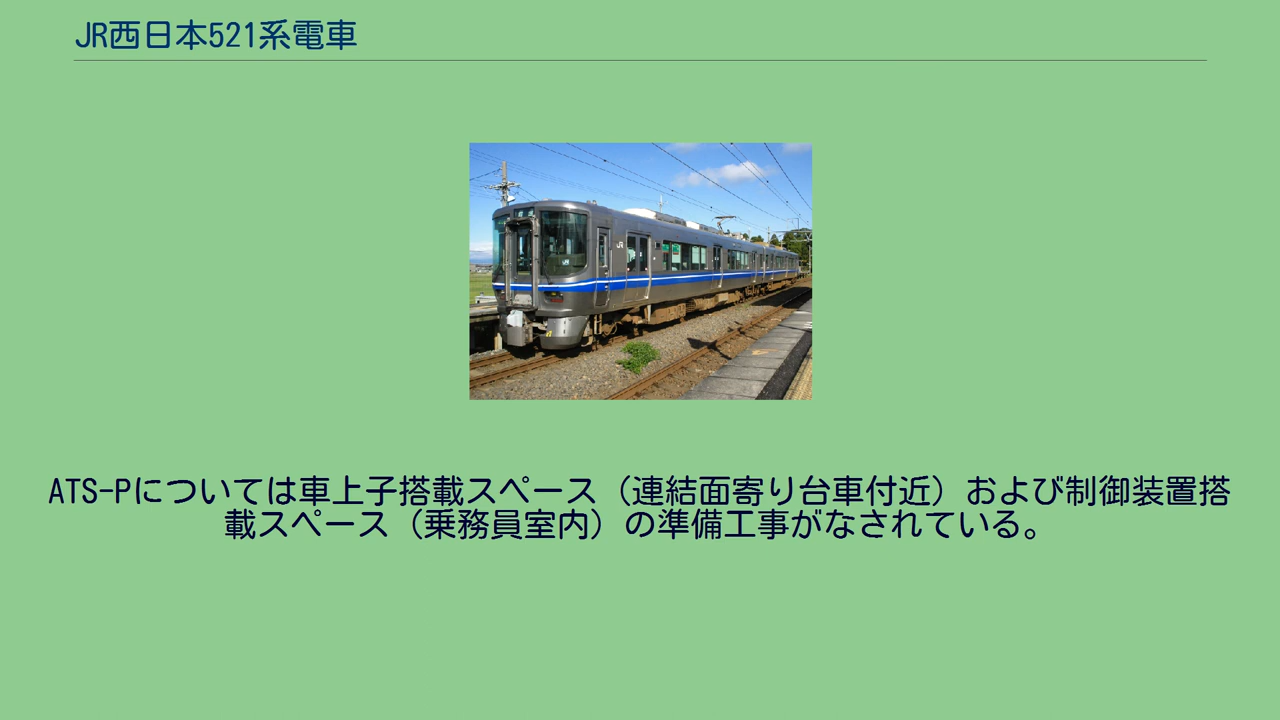 JR西日本521系電車
JR
ATS-Pについては車上子搭載スペース（連結面寄り台車付近）および制御装置搭
載スペース（乗務員室内）の準備工事がなされている。